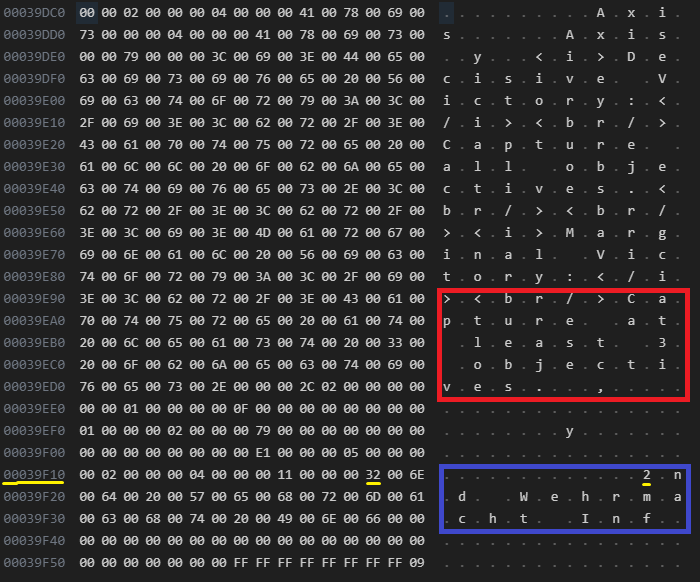 00039DC0 00 00 02 00 00 00 04 00 00 00 41 00 78 00 69 00 . . . . . . . . . . A . x . i .
00039DD0 73 00 00 00 04 00 00 00 41 00 78 00 69 00 73 00 s . . . . . . . A . x . i . s .
00039DE0 00 00 79 00 00 00 3C 00 69 00 3E 00 44 00 65 00 . . y . . . < . i . > . D . e .
00039DF0 63 00 69 00 73 00 69 00 76 00 65 00 20 00 56 00 c . i . s . i . v . e .   . V .
00039E00 69 00 63 00 74 00 6F 00 72 00 79 00 3A 00 3C 00 i . c . t . o . r . y . : . < .
00039E10 2F 00 69 00 3E 00 3C 00 62 00 72 00 2F 00 3E 00 / . i . > . < . b . r . / . > .
00039E20 43 00 61 00 70 00 74 00 75 00 72 00 65 00 20 00 C . a . p . t . u . r . e .   .
00039E30 61 00 6C 00 6C 00 20 00 6F 00 62 00 6A 00 65 00 a . l . l .   . o . b . j . e .
00039E40 63 00 74 00 69 00 76 00 65 00 73 00 2E 00 3C 00 c . t . i . v . e . s . . . < .
00039E50 62 00 72 00 2F 00 3E 00 3C 00 62 00 72 00 2F 00 b . r . / . > . < . b . r . / .
00039E60 3E 00 3C 00 69 00 3E 00 4D 00 61 00 72 00 67 00 > . < . i . > . M . a . r . g .
00039E70 69 00 6E 00 61 00 6C 00 20 00 56 00 69 00 63 00 i . n . a . l .   . V . i . c .
00039E80 74 00 6F 00 72 00 79 00 3A 00 3C 00 2F 00 69 00 t . o . r . y . : . < . / . i .
00039E90 3E 00 3C 00 62 00 72 00 2F 00 3E 00 43 00 61 00 > . < . b . r . / . > . C . a .
00039EA0 70 00 74 00 75 00 72 00 65 00 20 00 61 00 74 00 p . t . u . r . e .   . a . t .
00039EB0 20 00 6C 00 65 00 61 00 73 00 74 00 20 00 33 00   . l . e . a . s . t .   . 3 .
00039EC0 20 00 6F 00 62 00 6A 00 65 00 63 00 74 00 69 00   . o . b . j . e . c . t . i .
00039ED0 76 00 65 00 73 00 2E 00 00 00 2C 02 00 00 00 00 v . e . s . . . . . , . . . . .
00039EE0 00 00 01 00 00 00 00 0F 00 00 00 00 00 00 00 00 . . . . . . . . . . . . . . . .
00039EF0 01 00 00 00 02 00 00 00 79 00 00 00 00 00 00 00 . . . . . . . . y . . . . . . .
00039F00 00 00 00 00 00 00 00 00 E1 00 00 00 05 00 00 00 . . . . . . . . . . . . . . . .
00039F10 00 02 00 00 00 04 00 00 00 11 00 00 00 32 00 6E . . . . . . . . . . . . . 2 . n
00039F20 00 64 00 20 00 57 00 65 00 68 00 72 00 6D 00 61 . d .   . W . e . h . r . m . a
00039F30 00 63 00 68 00 74 00 20 00 49 00 6E 00 66 00 00 . c . h . t .   . I . n . f . .
00039F40 00 00 00 00 00 00 00 00 00 00 00 00 00 00 00 00 . . . . . . . . . . . . . . . .
00039F50 00 00 00 00 00 00 00 FF FF FF FF FF FF FF FF 09 . . . . . . . . . . . . . . . .